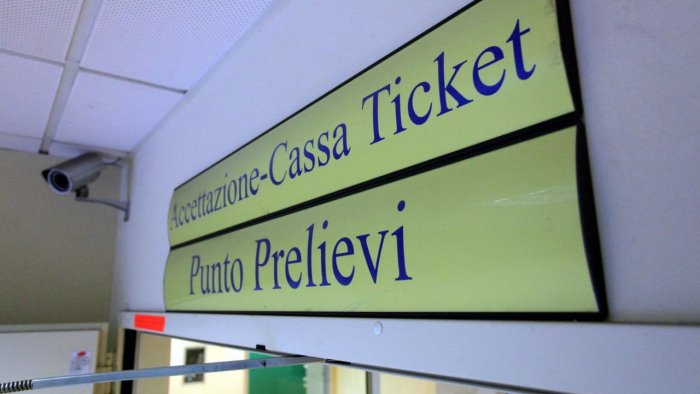 Accettazione-Cassa Ticket
Punto Prelievi